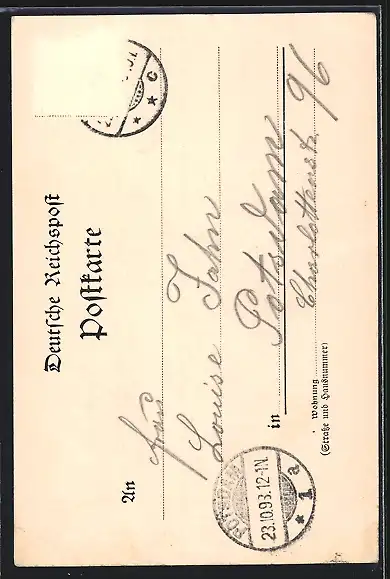 Deutsche Reichspost
Postkarte
An Frau
Louise Jahn
in Potsdam
Wohnung Charlottenstr. 96
(Straße und Hausnummer)
23.10.93.12-1N.
* 1 a
* * c